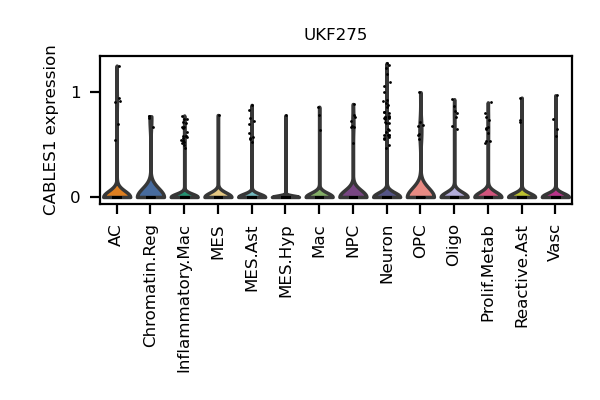 UKF275
CABLES1 expression
1
0
AC
Chromatin.Reg
Inflammatory.Mac
MES
MES.Ast
MES.Hyp
Mac
NPC
Neuron
OPC
Oligo
Prolif.Metab
Reactive.Ast
Vasc